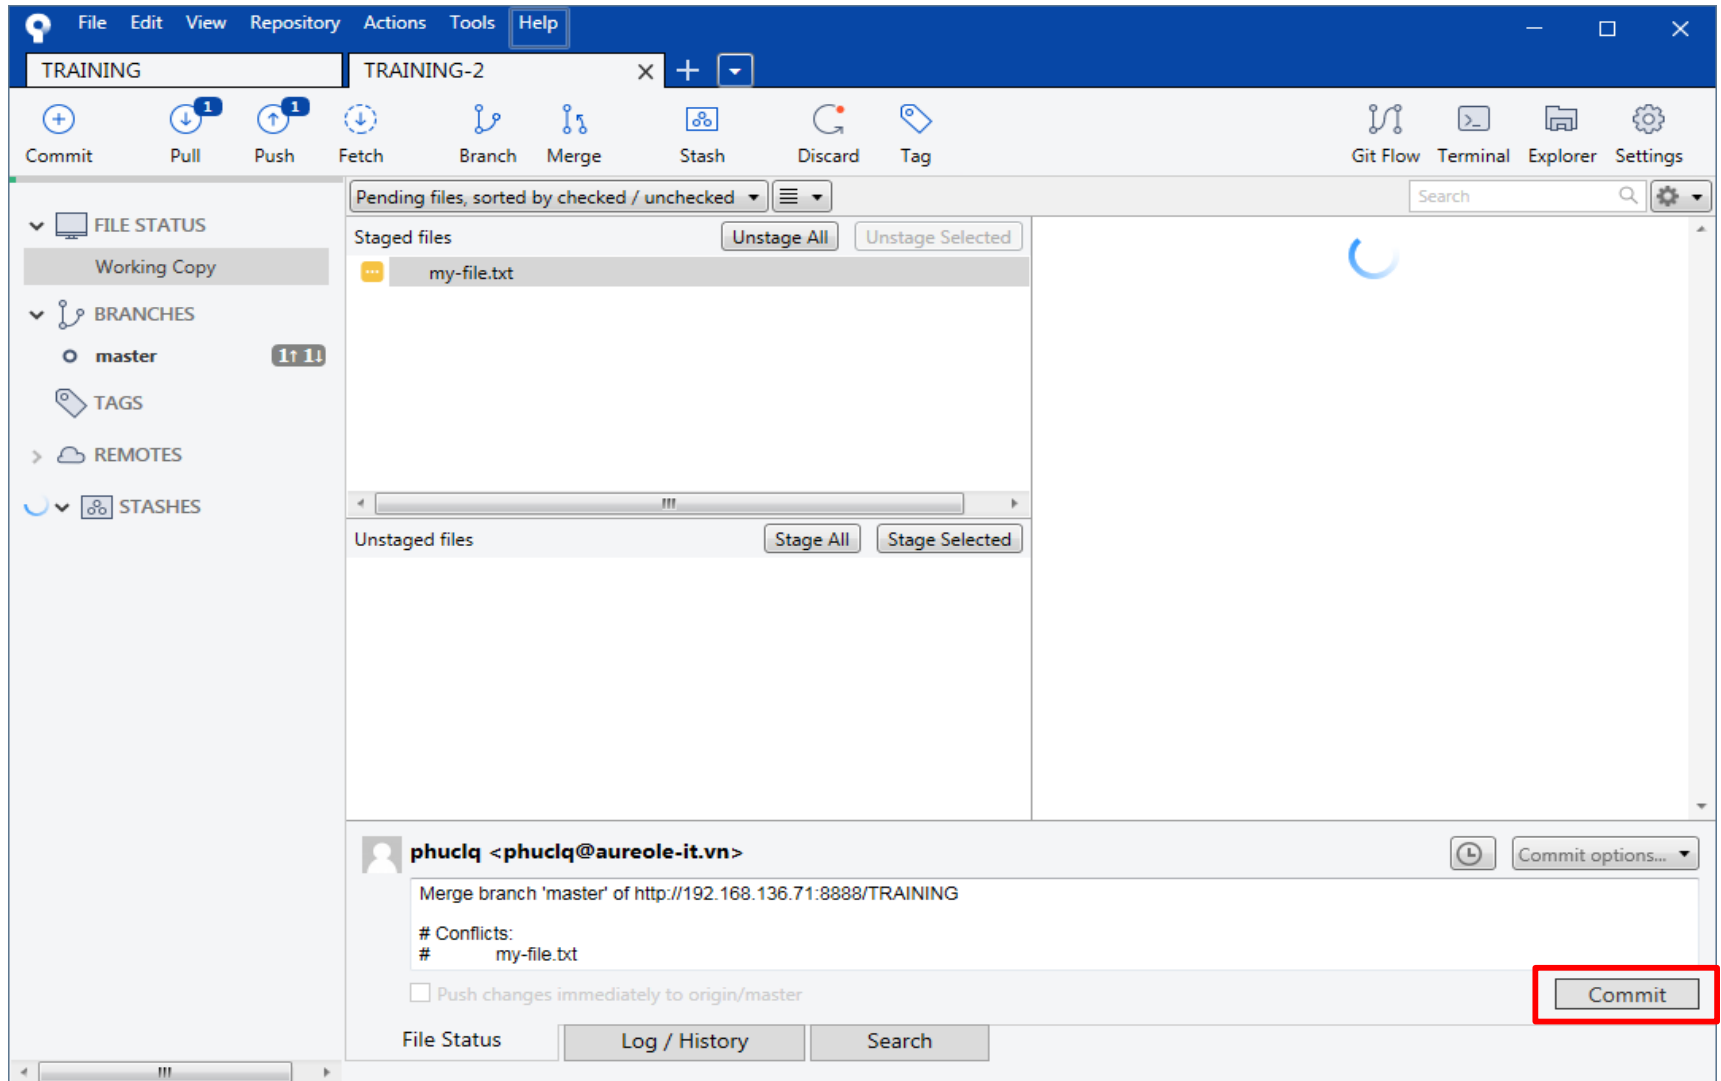 File Edit View Repository Actions Tools Help
TRAINING TRAINING-2
1 1
Commit Pull Push Fetch Branch Merge Stash Discard Tag Git Flow Terminal Explorer Settings
Pending files, sorted by checked / unchecked Search
FILE STATUS
Working Copy
BRANCHES
master 1↑ 1↓
TAGS
REMOTES
STASHES
Staged files Unstage All Unstage Selected
my-file.txt
Unstaged files Stage All Stage Selected
phuclq <phuclq@aureole-it.vn> Commit options...
Merge branch 'master' of http://192.168.136.71:8888/TRAINING
# Conflicts:
# my-file.txt
Push changes immediately to origin/master Commit
File Status Log / History Search